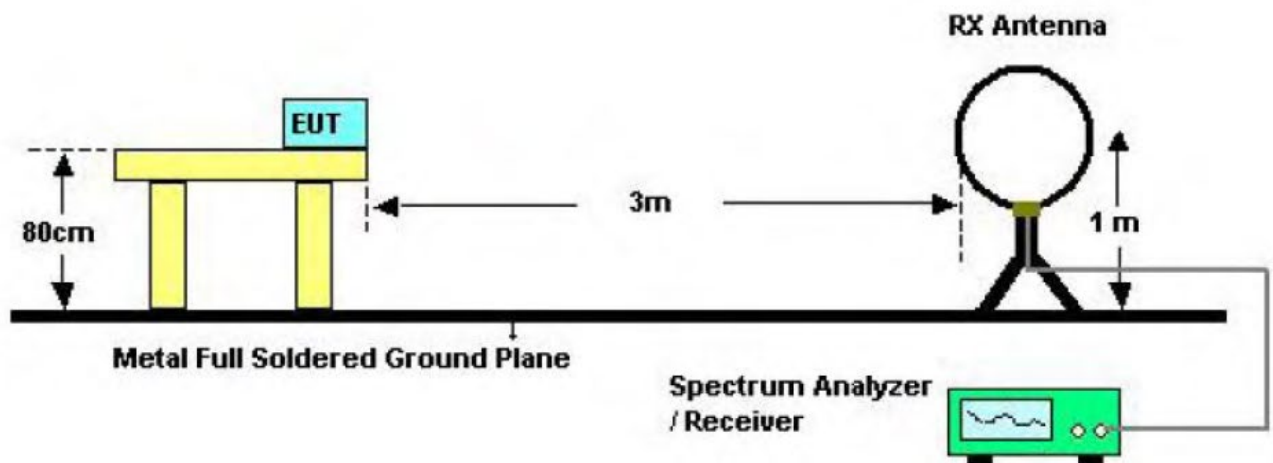 RX Antenna
EUT
3m
80cm
1 m
Metal Full Soldered Ground Plane
Spectrum Analyzer
/ Receiver